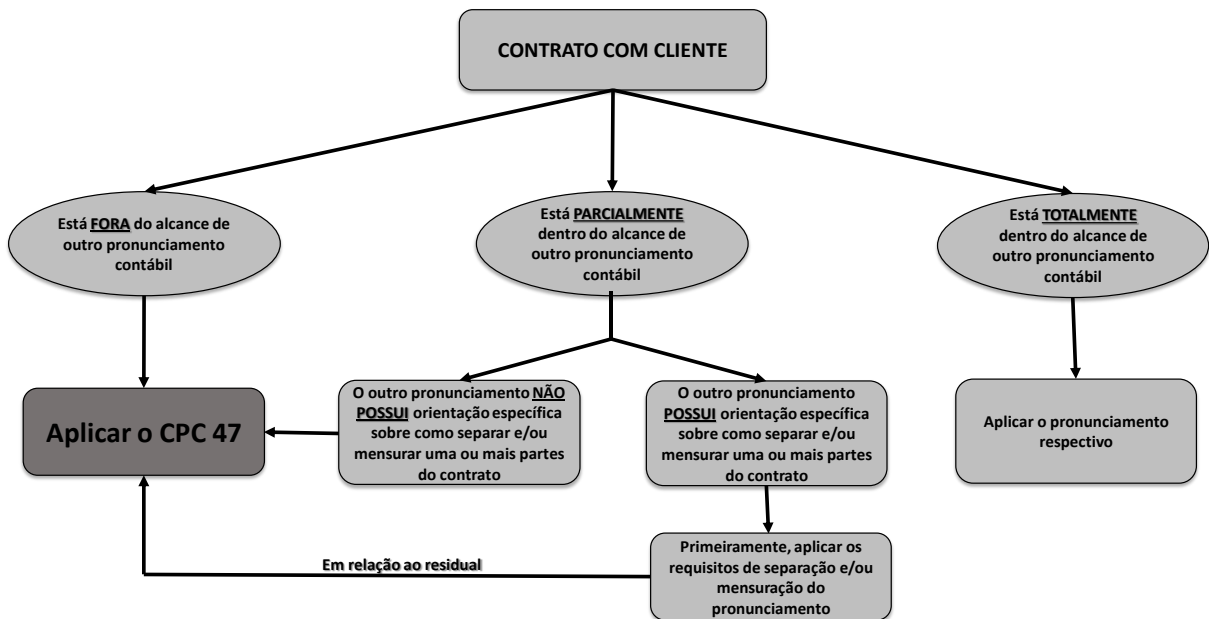 CONTRATO COM CLIENTE
Está FORA do alcance de
outro pronunciamento
contábil
Está PARCIALMENTE
dentro do alcance de
outro pronunciamento
contábil
Está TOTALMENTE
dentro do alcance de
outro pronunciamento
contábil
Aplicar o CPC 47
O outro pronunciamento NÃO
POSSUI orientação específica
sobre como separar e/ou
mensurar uma ou mais partes
do contrato
O outro pronunciamento
POSSUI orientação específica
sobre como separar e/ou
mensurar uma ou mais partes
do contrato
Aplicar o pronunciamento
respectivo
Em relação ao residual
Primeiramente, aplicar os
requisitos de separação e/ou
mensuração do
pronunciamento